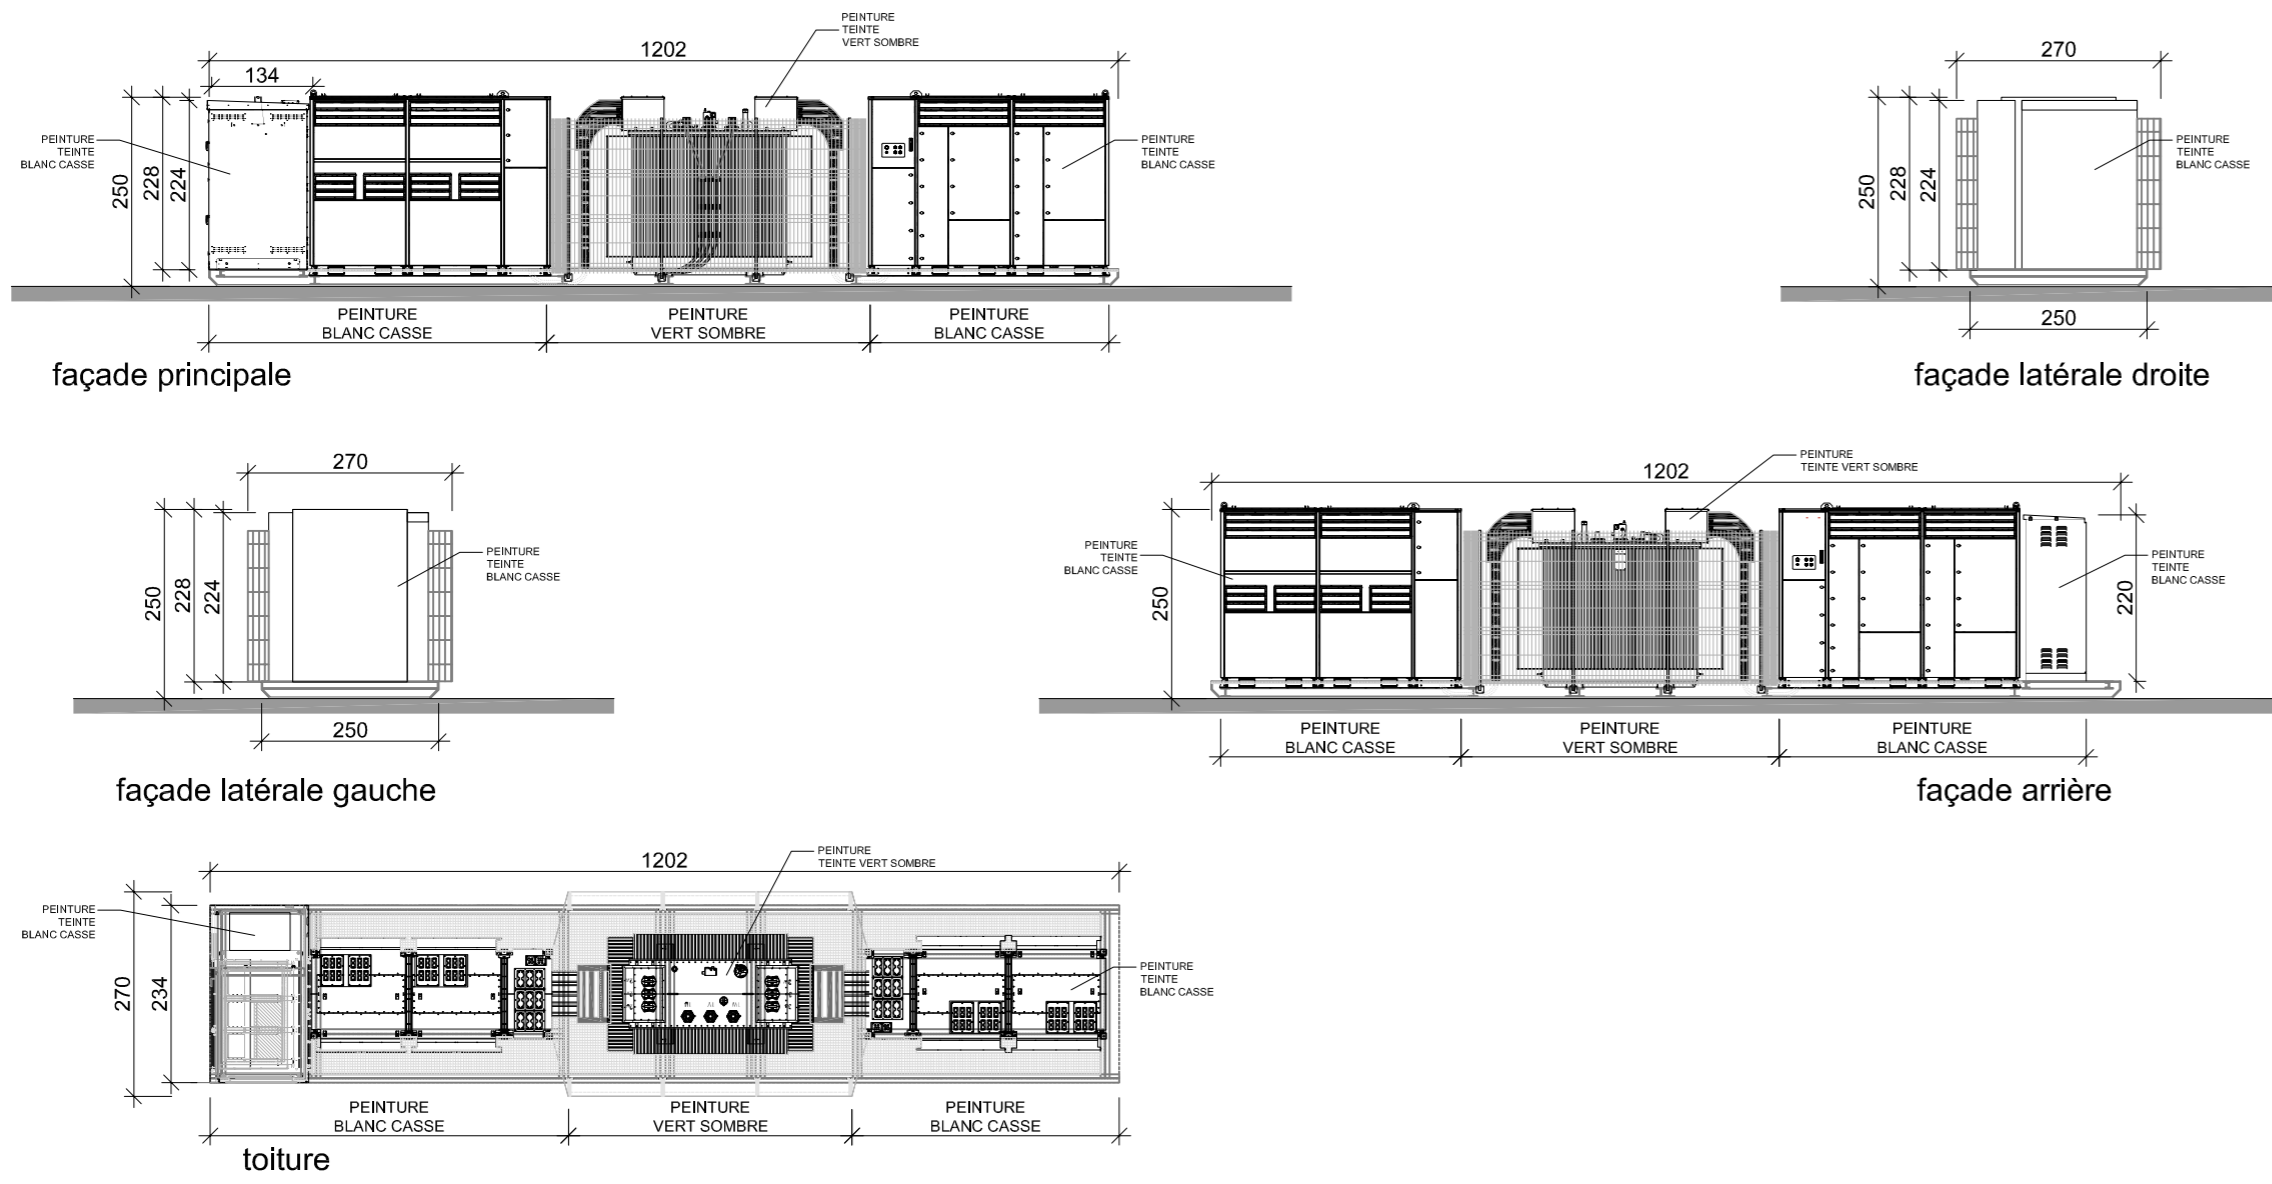 PEINTURE
TEINTE
VERT SOMBRE
1202
134
PEINTURE
TEINTE
BLANC CASSE
250
228
224
PEINTURE
TEINTE
BLANC CASSE
PEINTURE
BLANC CASSE
PEINTURE
VERT SOMBRE
PEINTURE
BLANC CASSE
façade principale
270
250
228
224
PEINTURE
TEINTE
BLANC CASSE
250
façade latérale droite
270
250
228
224
PEINTURE
TEINTE
BLANC CASSE
250
façade latérale gauche
PEINTURE
TEINTE VERT SOMBRE
1202
PEINTURE
TEINTE
BLANC CASSE
250
PEINTURE
TEINTE
BLANC CASSE
220
PEINTURE
BLANC CASSE
PEINTURE
VERT SOMBRE
PEINTURE
BLANC CASSE
façade arrière
1202
PEINTURE
TEINTE VERT SOMBRE
PEINTURE
TEINTE
BLANC CASSE
270
234
PEINTURE
TEINTE
BLANC CASSE
PEINTURE
BLANC CASSE
PEINTURE
VERT SOMBRE
PEINTURE
BLANC CASSE
toiture